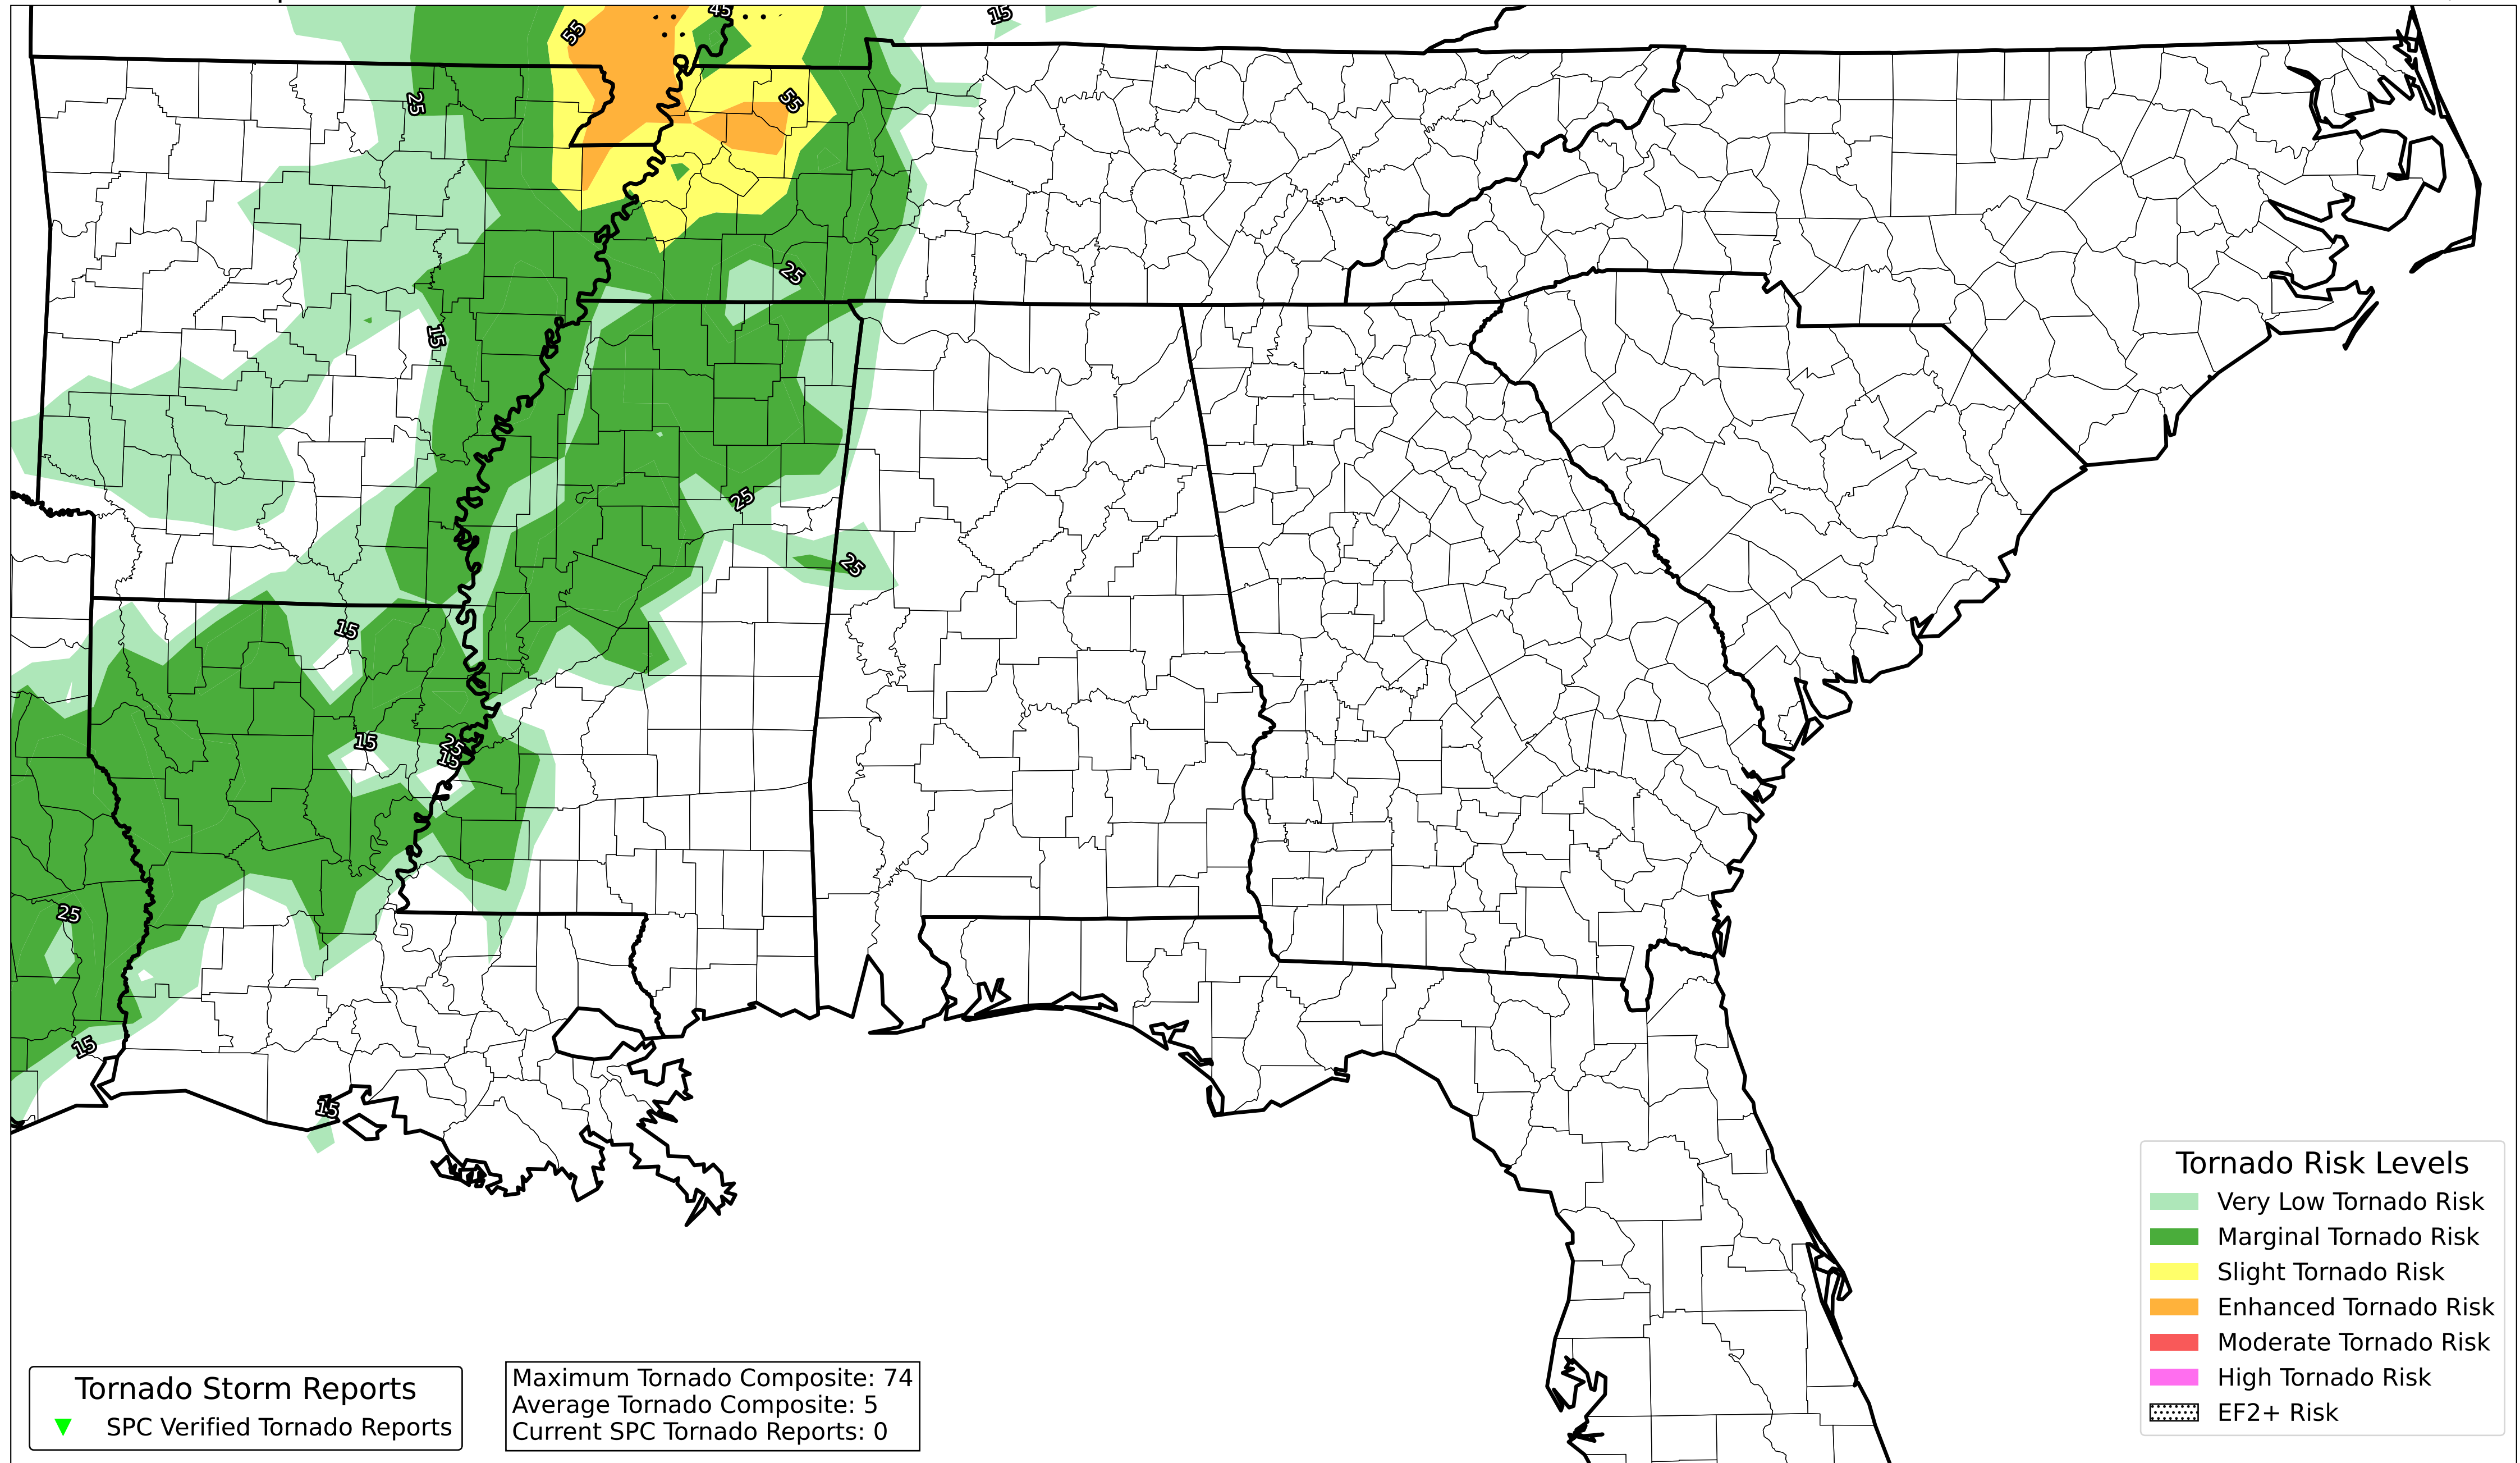 45
15
55
25
55
25
15
25
25
15
15
25
15
25
15
15
Tornado Risk Levels
Very Low Tornado Risk
Marginal Tornado Risk
Slight Tornado Risk
Enhanced Tornado Risk
Moderate Tornado Risk
High Tornado Risk
EF2+ Risk
Tornado Storm Reports
SPC Verified Tornado Reports
Maximum Tornado Composite: 74
Average Tornado Composite: 5
Current SPC Tornado Reports: 0